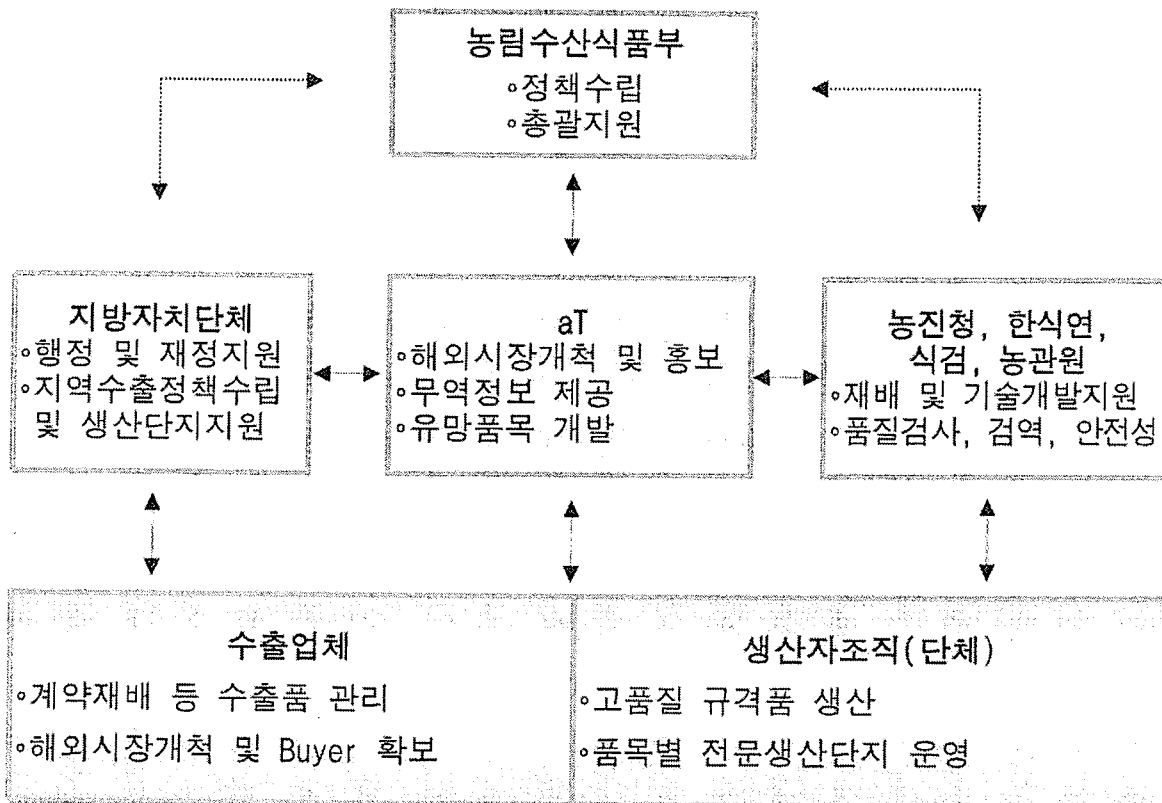 농림수산식품부
∘정책수립
∘총괄지원
지방자치단체
∘행정 및 재정지원
∘지역수출정책수립
및 생산단지지원
aT
∘해외시장개척 및 홍보
∘무역정보 제공
∘유망품목 개발
농진청, 한식연,
식검, 농관원
∘재배 및 기술개발지원
∘품질검사, 검역, 안전성
수출업체
∘계약재배 등 수출품 관리
∘해외시장개척 및 Buyer 확보
생산자조직(단체)
∘고품질 규격품 생산
∘품목별 전문생산단지 운영